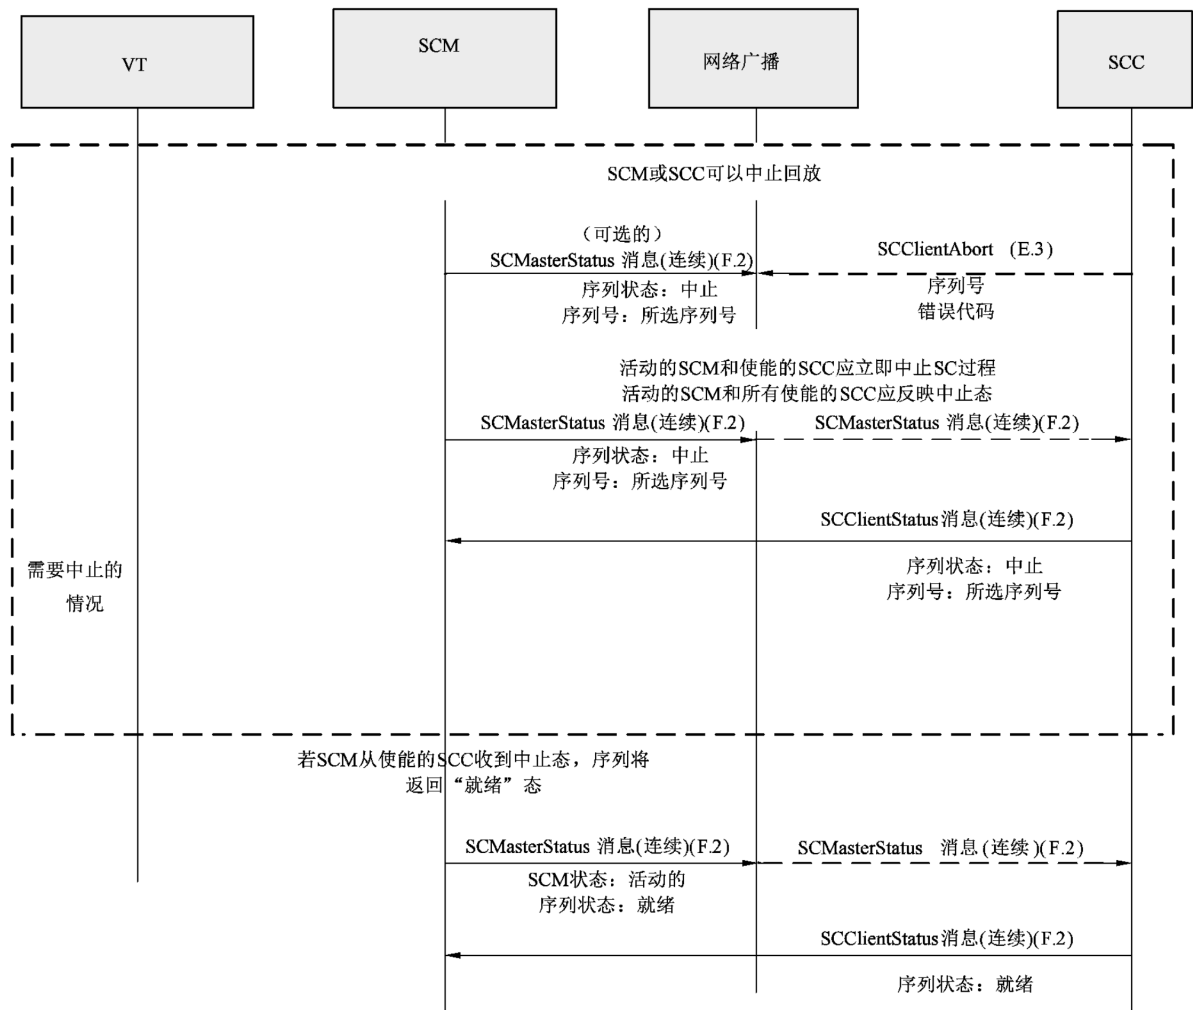 VT
SCM
网络广播
SCC
SCM或SCC可以中止回放
（可选的）
SCMasterStatus 消息(连续)(F.2)
SCClientAbort (E.3)
序列状态：中止
序列号：所选序列号
序列号
错误代码
活动的SCM和使能的SCC应立即中止SC过程
活动的SCM和所有使能的SCC应反映中止态
SCMasterStatus 消息(连续)(F.2)
SCMasterStatus 消息(连续)(F.2)
序列状态：中止
序列号：所选序列号
SCClientStatus消息(连续)(F.2)
序列状态：中止
序列号：所选序列号
需要中止的
情况
若SCM从使能的SCC收到中止态，序列将
返回“就绪”态
SCMasterStatus 消息(连续)(F.2)
SCMasterStatus 消息(连续)(F.2)
SCM状态：活动的
序列状态：就绪
SCClientStatus消息(连续)(F.2)
序列状态：就绪